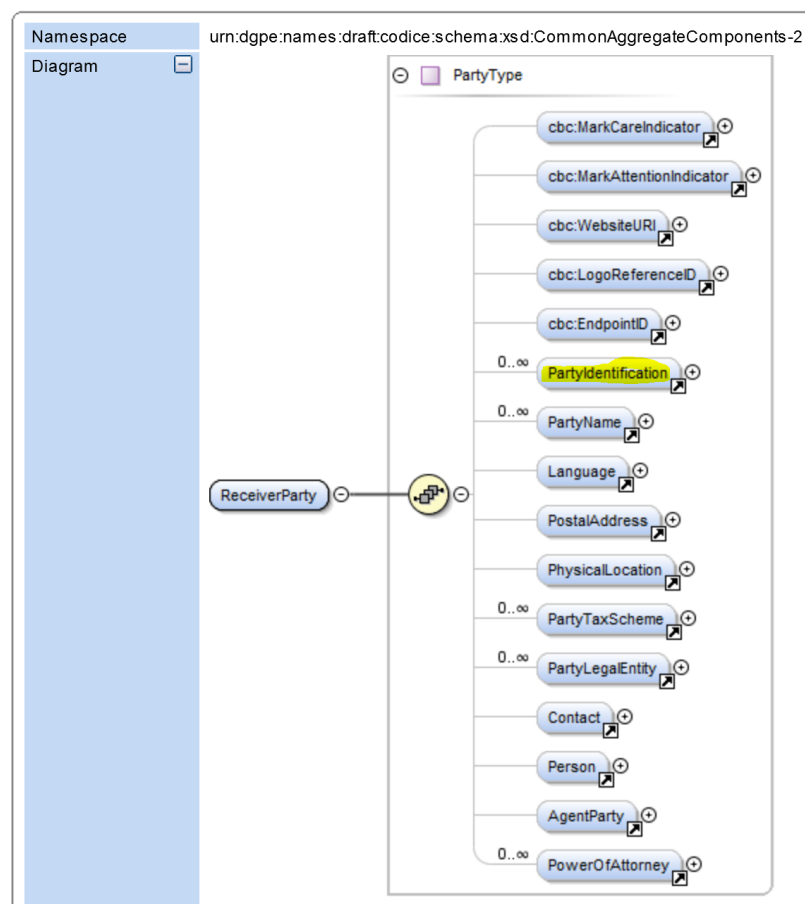 Namespace urn:dgpe:names:draft:codice:schema:xsd:CommonAggregateComponents-2
Diagram
PartyType
cbc:MarkCareIndicator
cbc:MarkAttentionIndicator
cbc:WebsiteURI
cbc:LogoReferenceID
cbc:EndpointID
0..∞
PartyIdentification
0..∞
PartyName
Language
ReceiverParty
PostalAddress
PhysicalLocation
0..∞
PartyTaxScheme
0..∞
PartyLegalEntity
Contact
Person
AgentParty
0..∞
PowerOfAttorney